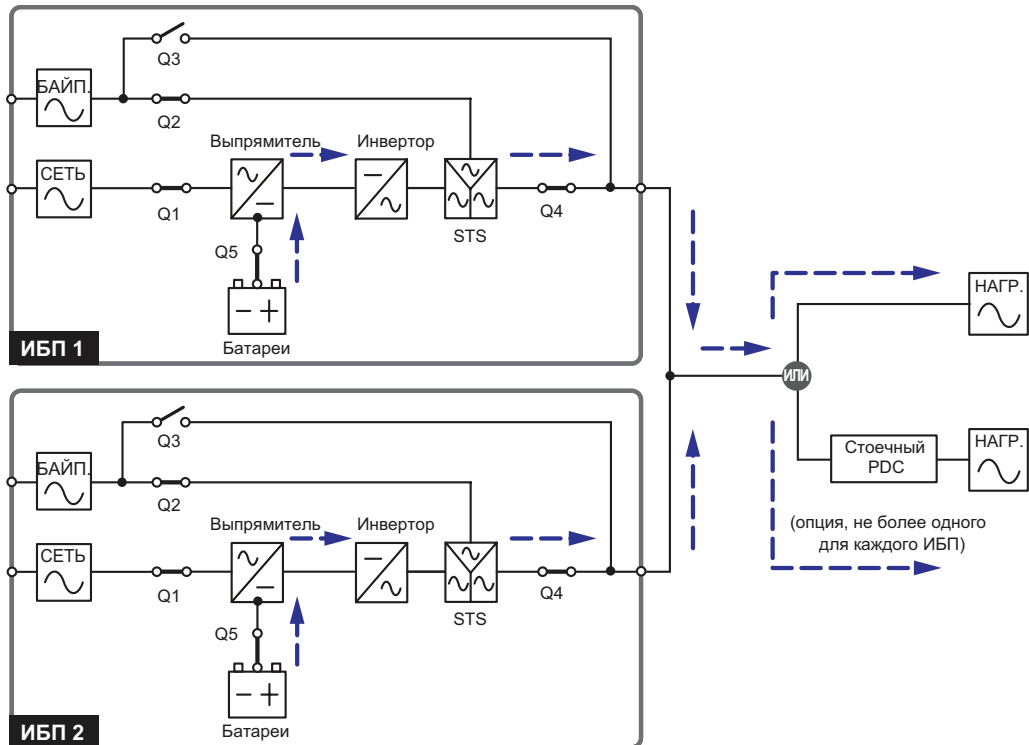 Q3
БАЙП.
Q2
Выпрямитель
Инвертор
СЕТЬ
Q1
STS
Q4
Q5
– +
Батареи
ИБП 1
НАГР.
ИЛИ
Q3
БАЙП.
Q2
Стоечный
PDC
НАГР.
Выпрямитель
Инвертор
(опция, не более одного
для каждого ИБП)
СЕТЬ
Q1
STS
Q4
Q5
– +
Батареи
ИБП 2